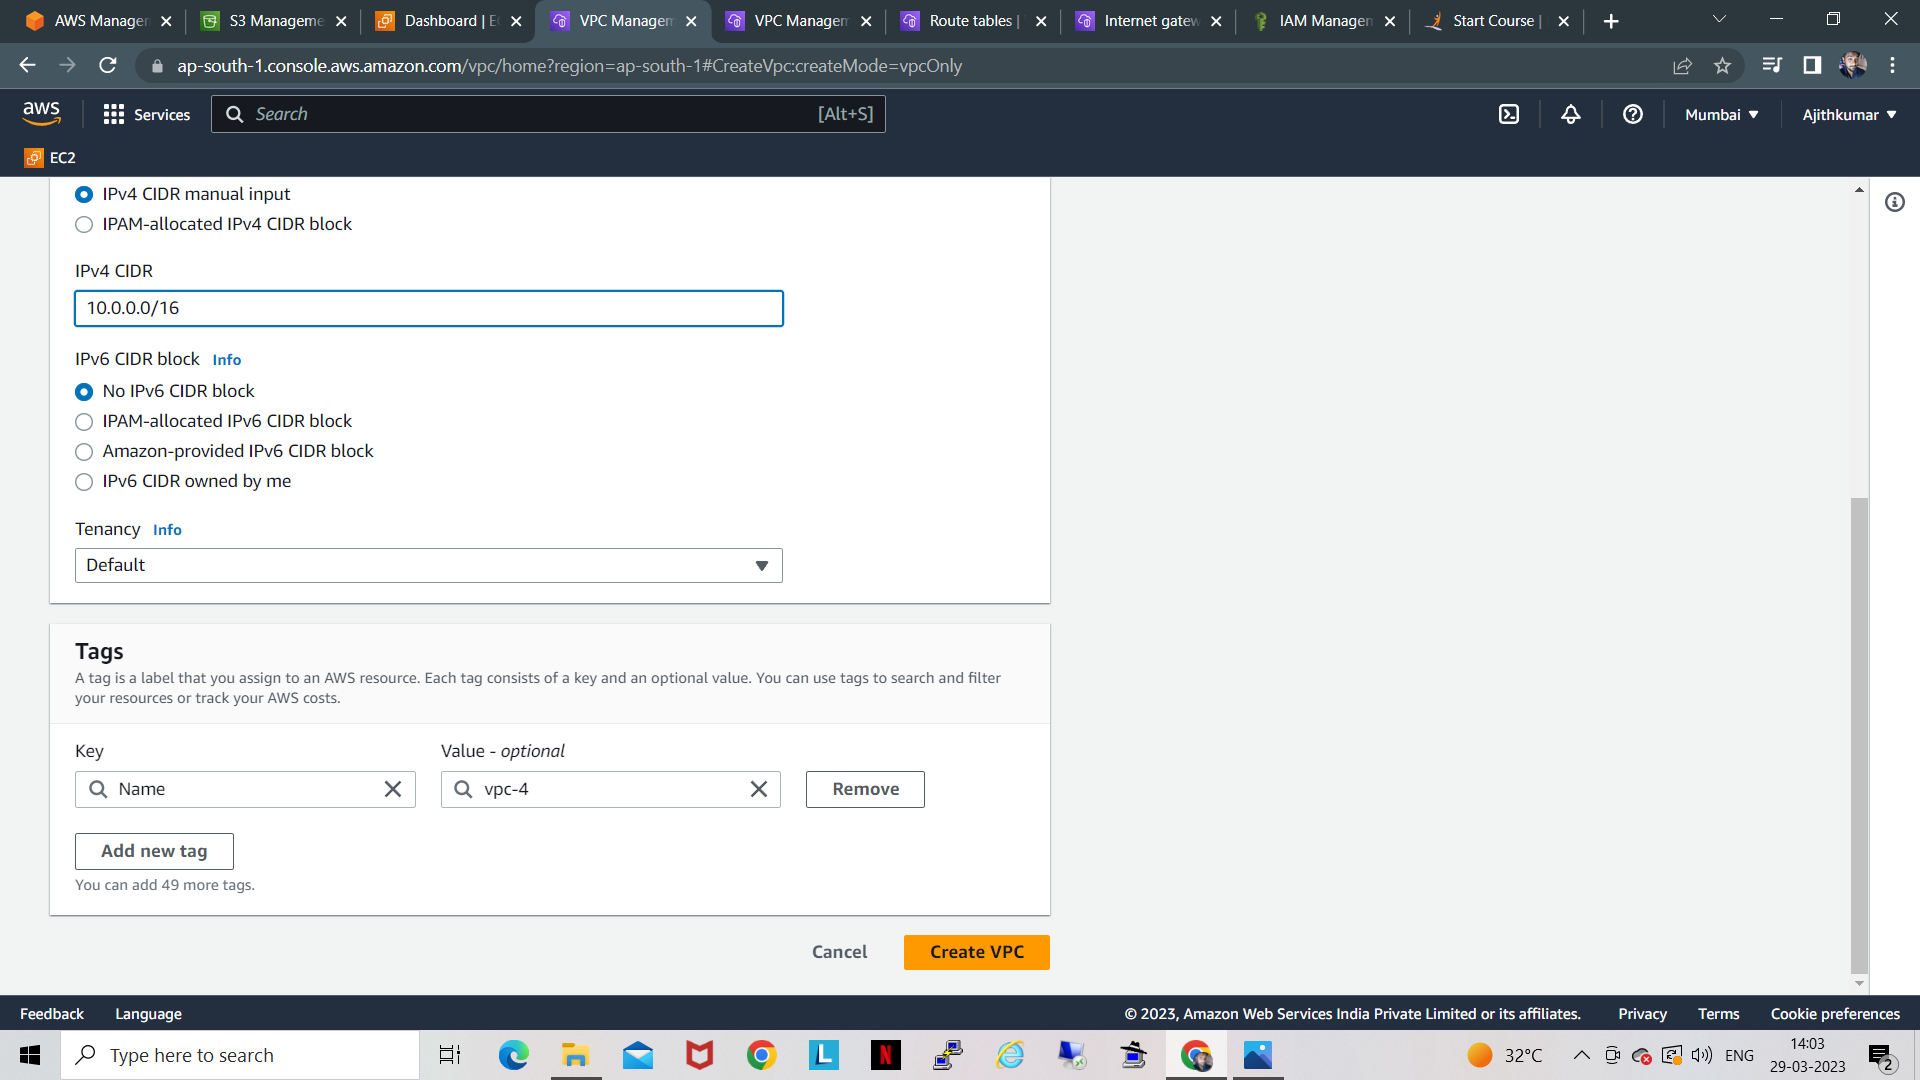 AWS Manager
S3 Manageme
Dashboard | E
VPC Managem
VPC Managem
Route tables |
Internet gatew
IAM Managem
Start Course |
ap-south-1.console.aws.amazon.com/vpc/home?region=ap-south-1#CreateVpc:createMode=vpcOnly
aws
Services
Search
[Alt+S]
Mumbai
Ajithkumar
EC2
IPv4 CIDR manual input
IPAM-allocated IPv4 CIDR block
IPv4 CIDR
10.0.0.0/16
IPv6 CIDR block Info
No IPv6 CIDR block
IPAM-allocated IPv6 CIDR block
Amazon-provided IPv6 CIDR block
IPv6 CIDR owned by me
Tenancy Info
Default
Tags
A tag is a label that you assign to an AWS resource. Each tag consists of a key and an optional value. You can use tags to search and filter
your resources or track your AWS costs.
Key
Value - optional
Name
vpc-4
Remove
Add new tag
You can add 49 more tags.
Cancel
Create VPC
Feedback
Language
© 2023, Amazon Web Services India Private Limited or its affiliates.
Privacy
Terms
Cookie preferences
Type here to search
L
N
32°C
ENG
14:03
29-03-2023
2